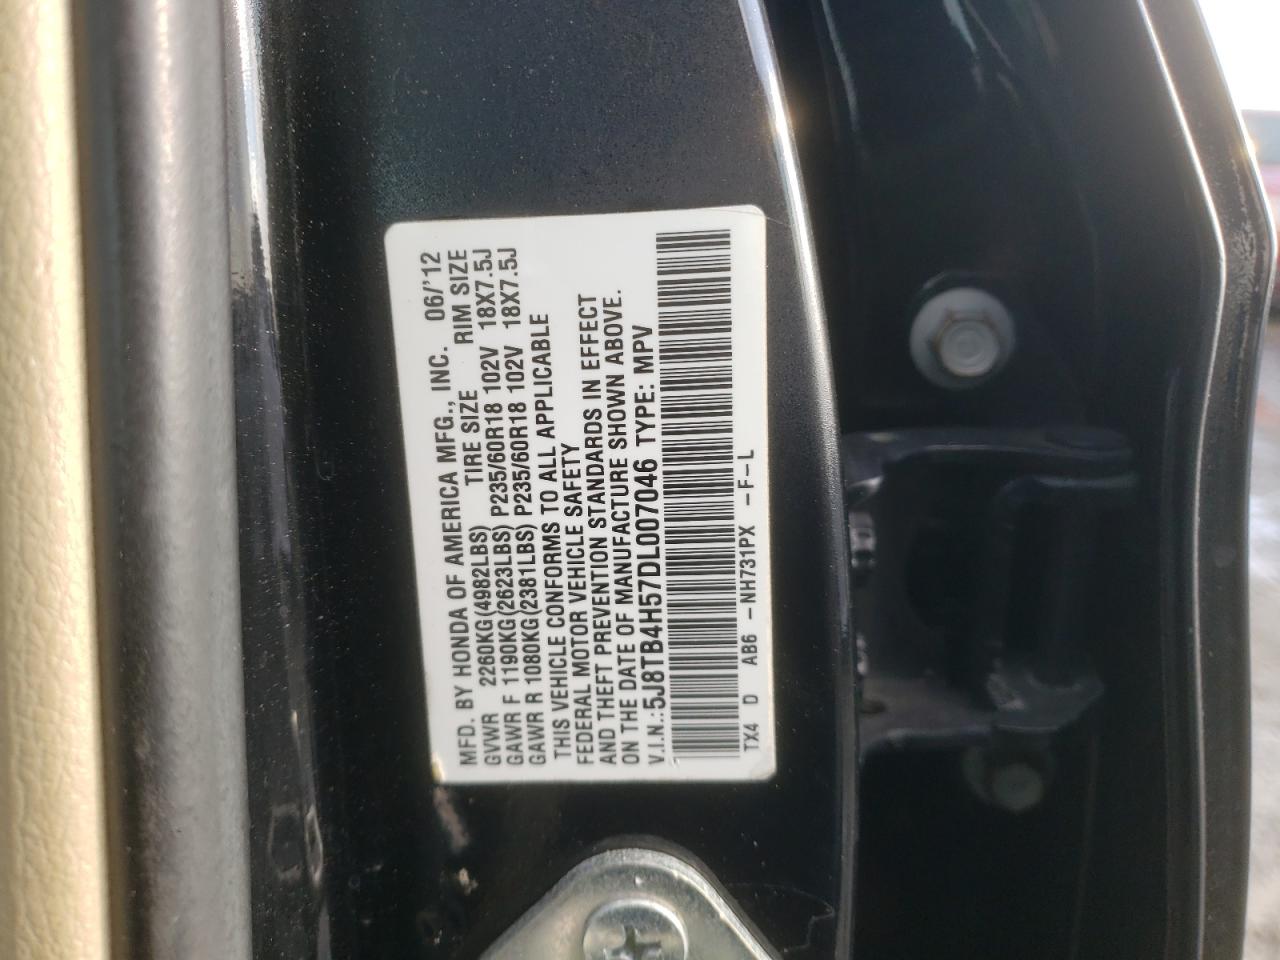 MFD. BY HONDA OF AMERICA MFG., INC. 06/'12
TIRE SIZE RIM SIZE
GVWR 2260KG(4982LBS)
GAWR F 1190KG(2623LBS) P235/60R18 102V 18X7.5J
GAWR R 1080KG(2381LBS) P235/60R18 102V 18X7.5J
THIS VEHICLE CONFORMS TO ALL APPLICABLE
FEDERAL MOTOR VEHICLE SAFETY
AND THEFT PREVENTION STANDARDS IN EFFECT
ON THE DATE OF MANUFACTURE SHOWN ABOVE.
V.I.N.:5J8TB4H57DL007046 TYPE: MPV
TX4 D AB6 -NH731PX -F-L